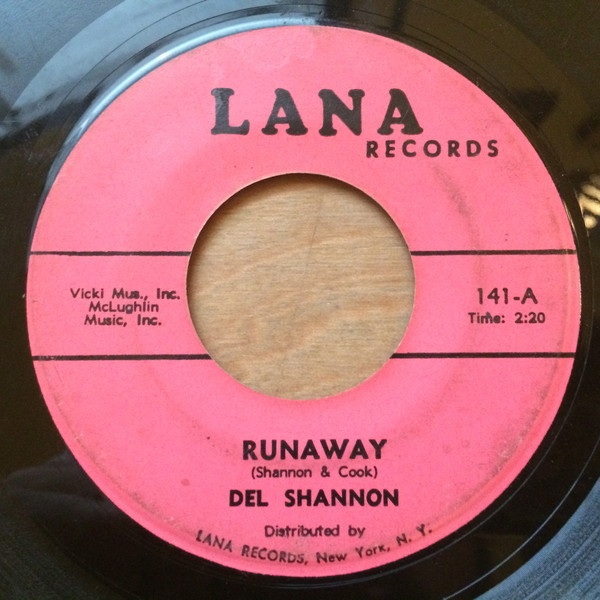 LANA
RECORDS
Vicki Mus., Inc.
McLughlin
Music, Inc.
141-A
Time: 2:20
RUNAWAY
(Shannon & Cook)
DEL SHANNON
Distributed by
LANA RECORDS, New York, N. Y.